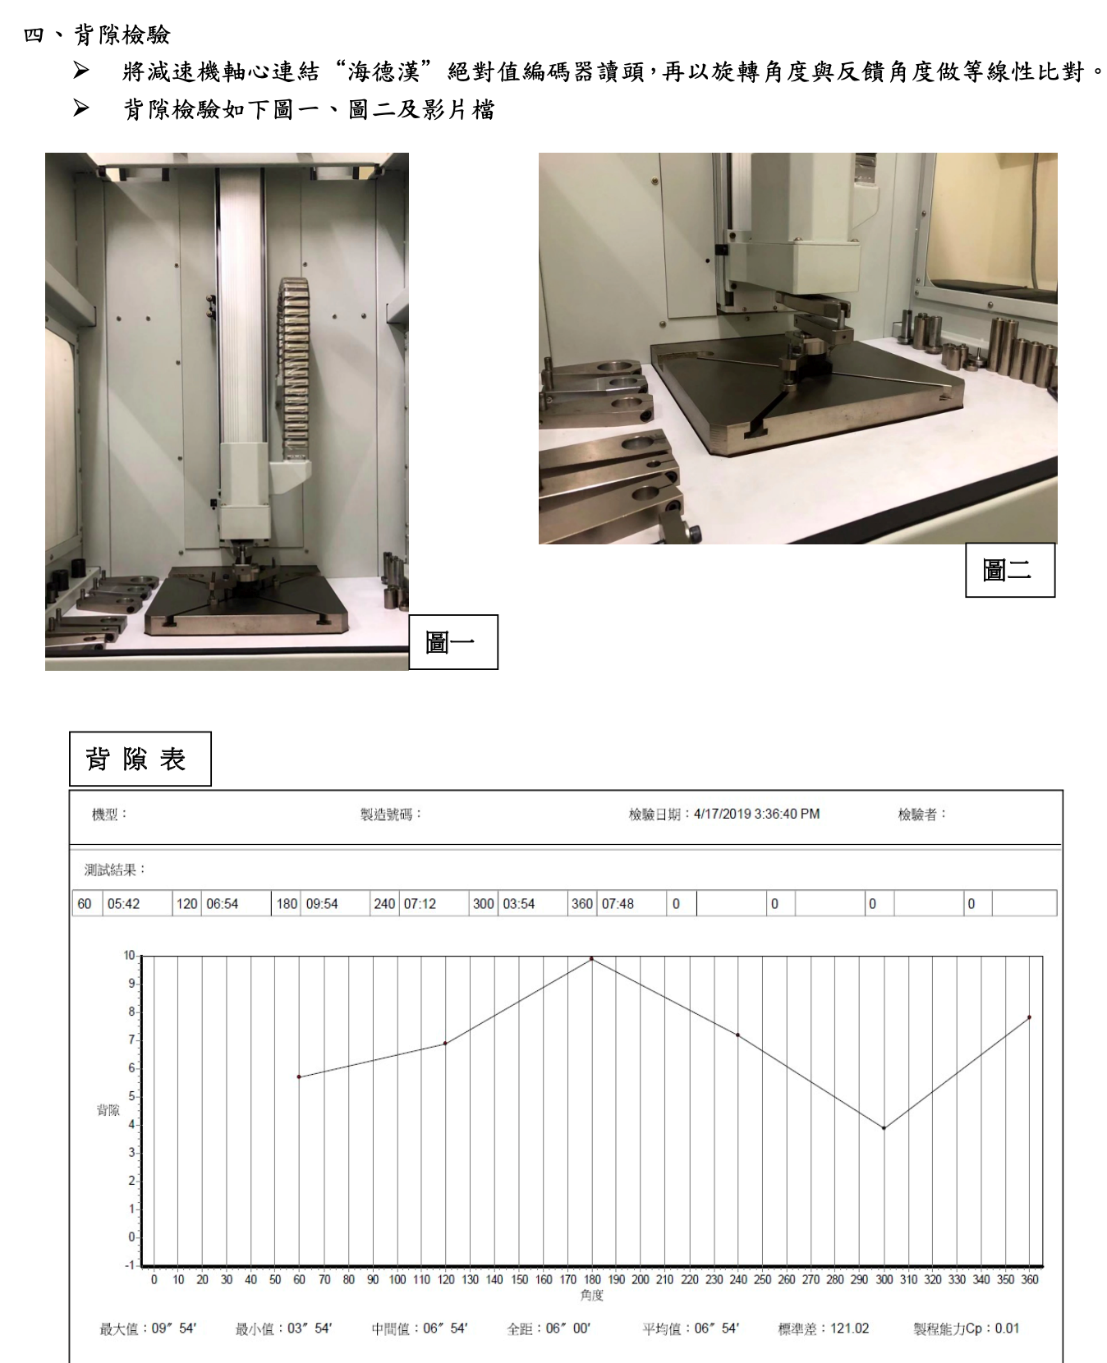 四、背隙檢驗
➢ 將減速機軸心連結“海德漢”絕對值編碼器讀頭，再以旋轉角度與反饋角度做等線性比對。
➢ 背隙檢驗如下圖一、圖二及影片檔
圖二
圖一
背 隙 表
機型： 製造號碼： 檢驗日期：4/17/2019 3:36:40 PM 檢驗者：
測試結果：
60 05:42 120 06:54 180 09:54 240 07:12 300 03:54 360 07:48 0 0 0 0
10
9
8
7
6
5
背隙
4
3
2
1
0
-1
0 10 20 30 40 50 60 70 80 90 100 110 120 130 140 150 160 170 180 190 200 210 220 230 240 250 260 270 280 290 300 310 320 330 340 350 360
角度
最大值：09″ 54′ 最小值：03″ 54′ 中間值：06″ 54′ 全距：06″ 00′ 平均值：06″ 54′ 標準差：121.02 製程能力Cp：0.01